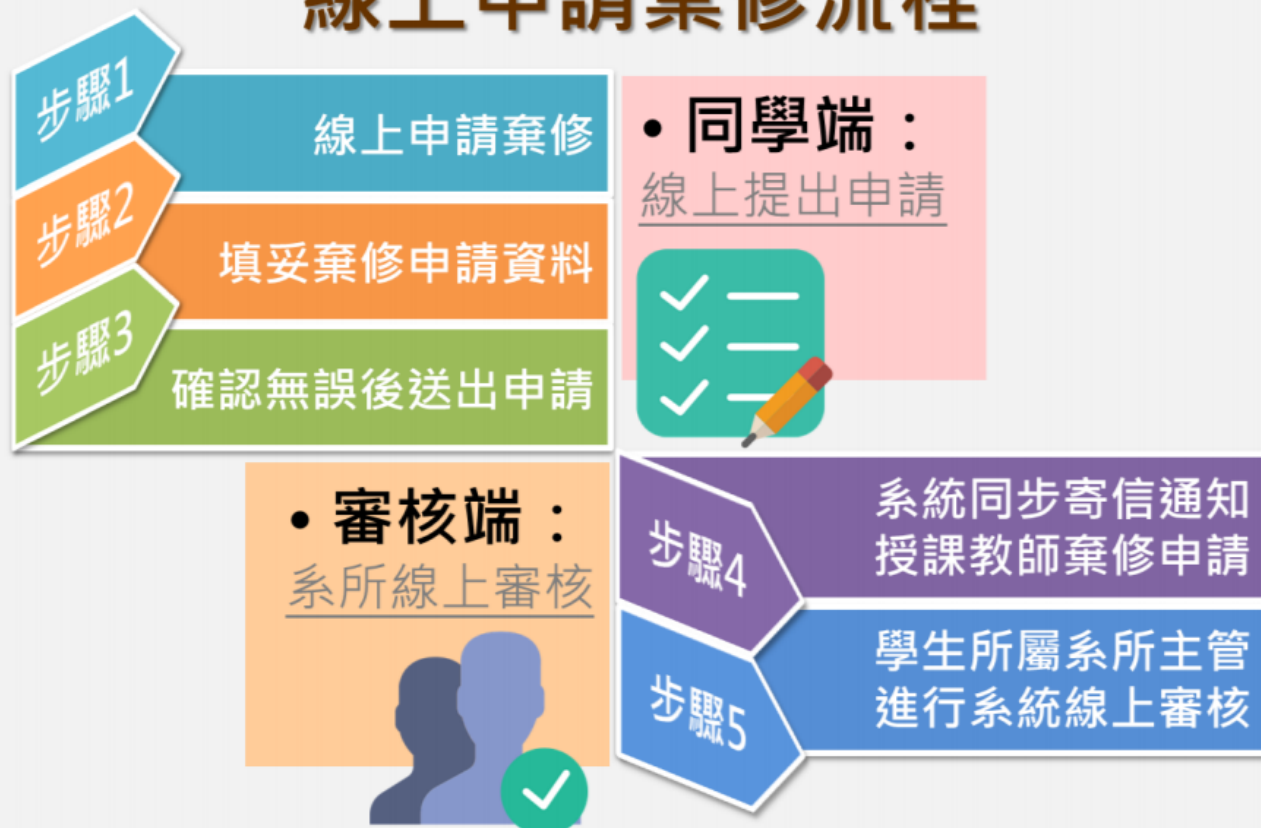 線上申請棄修流程
步驟1
線上申請棄修
步驟2
填妥棄修申請資料
步驟3
確認無誤後送出申請
• 同學端：
線上提出申請
• 審核端：
系所線上審核
步驟4
系統同步寄信通知
授課教師棄修申請
步驟5
學生所屬系所主管
進行系統線上審核